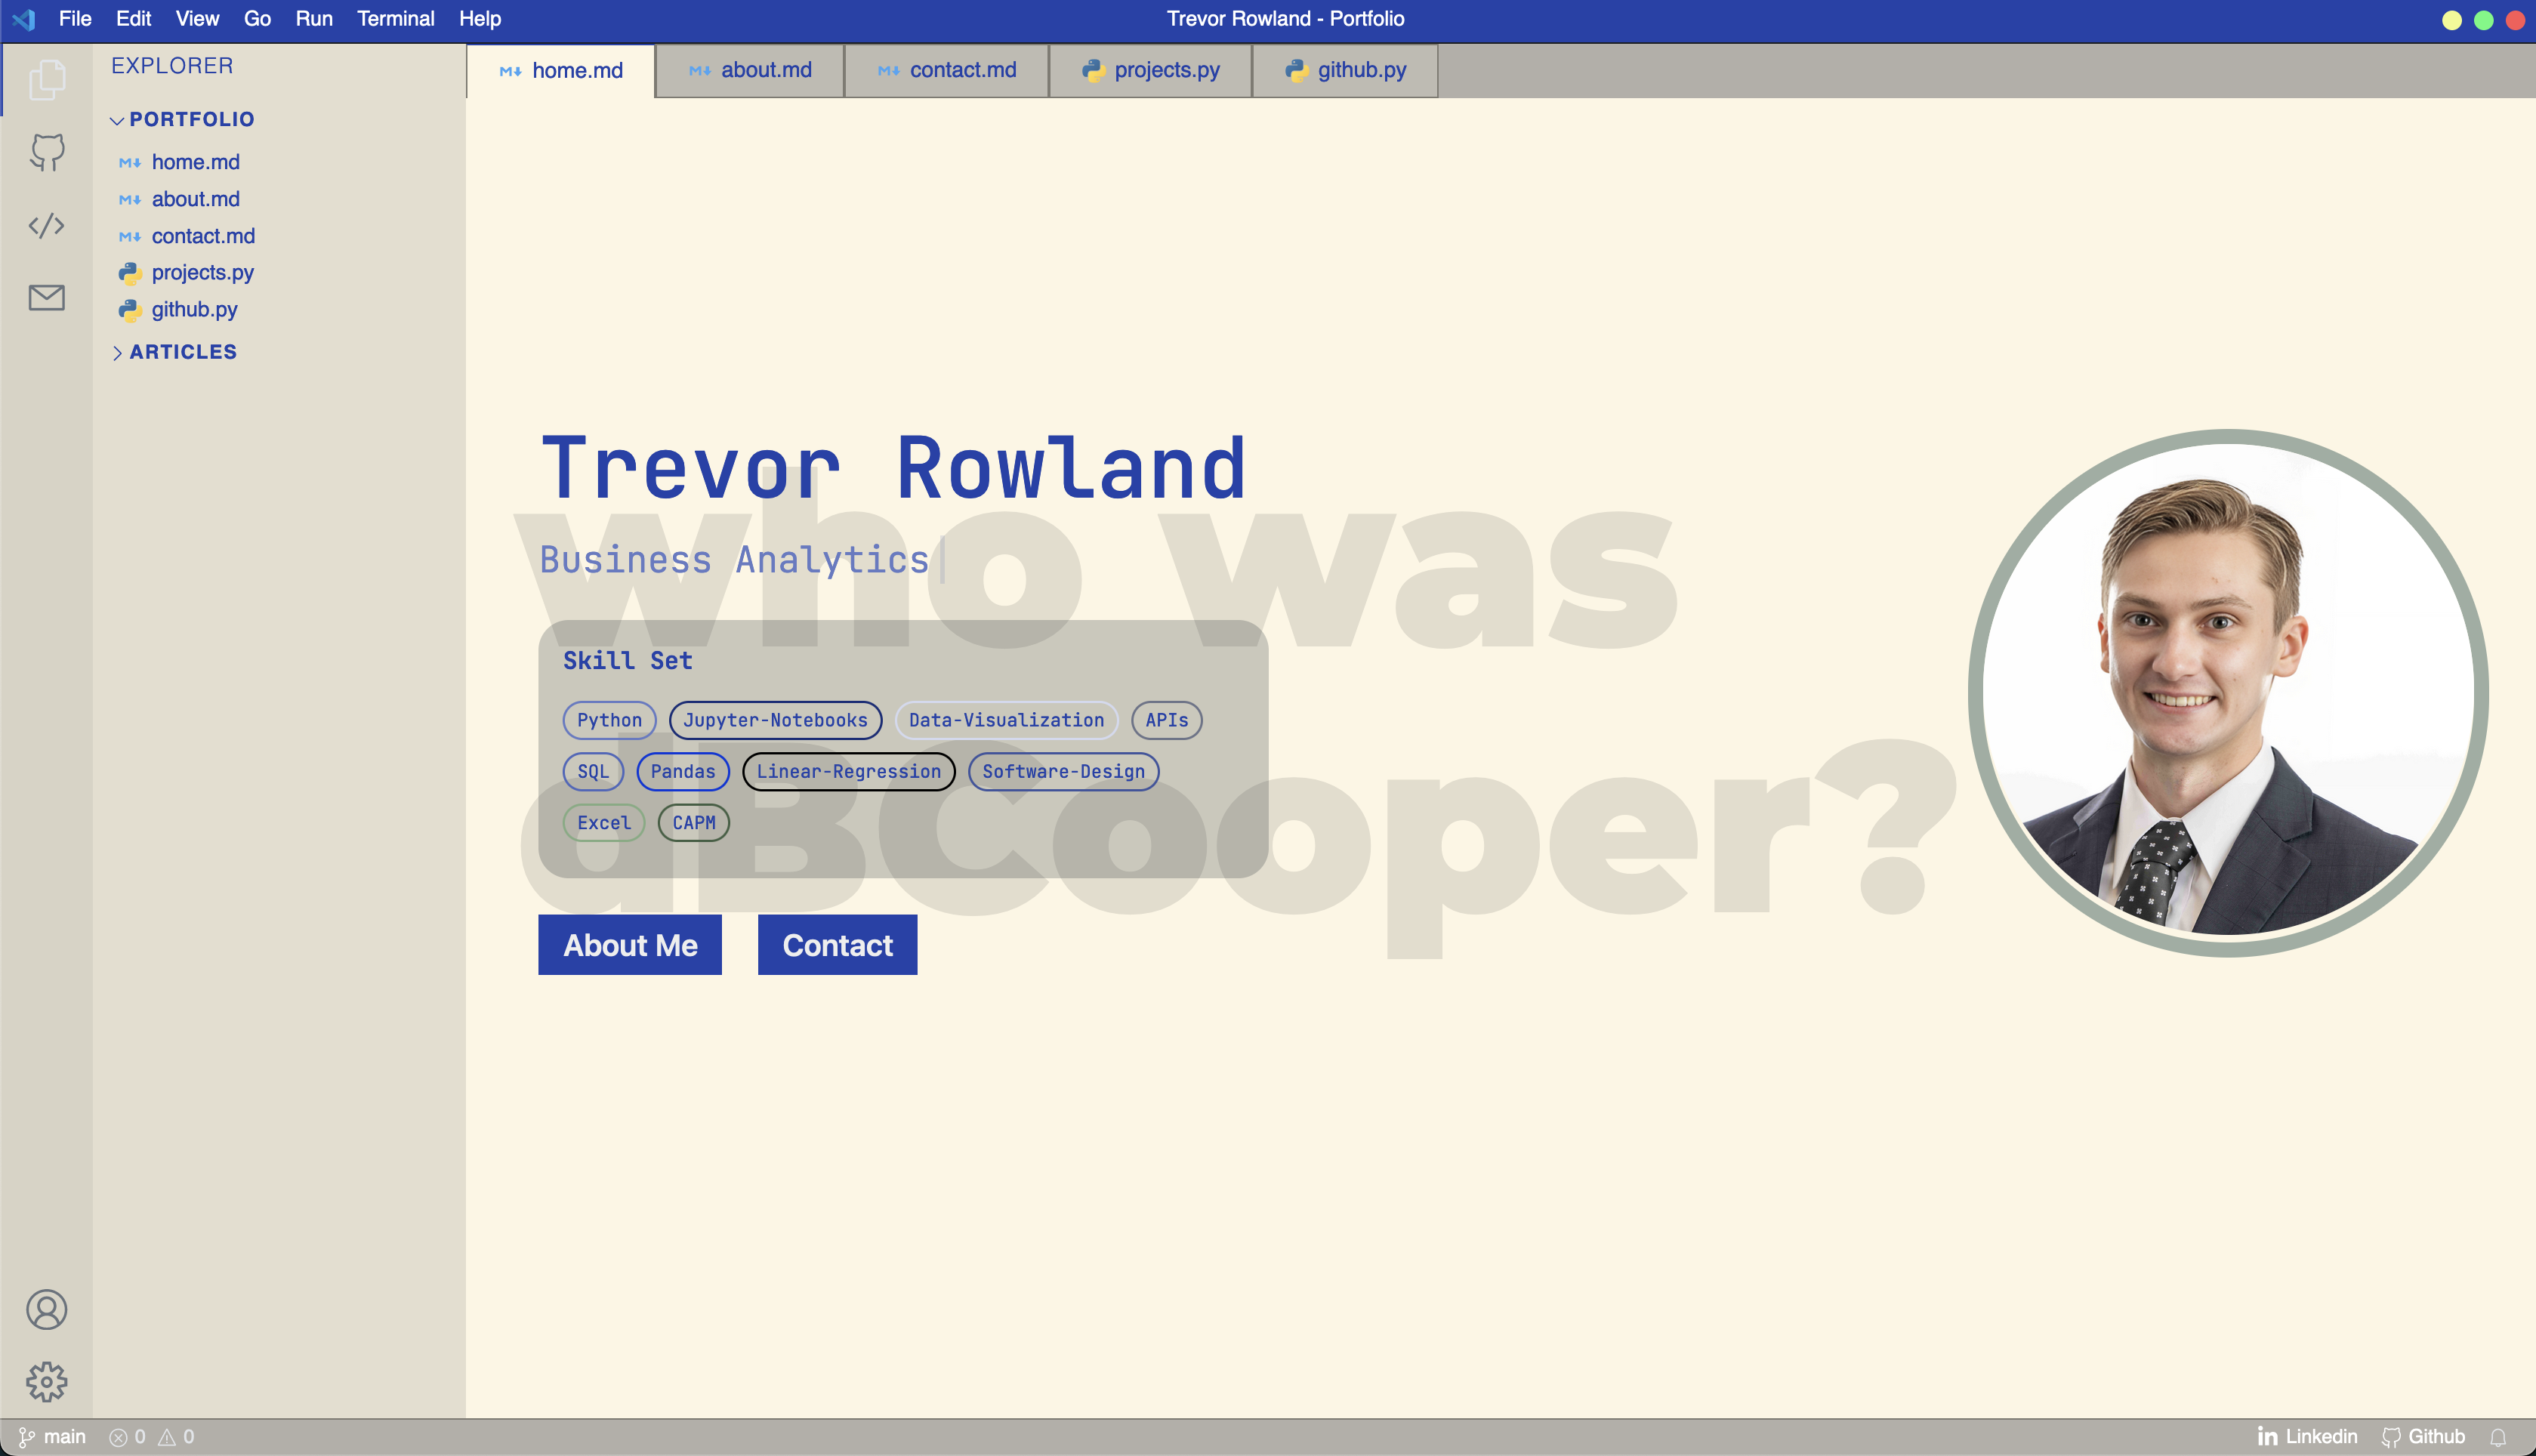 File Edit View Go Run Terminal Help
Trevor Rowland - Portfolio
EXPLORER
PORTFOLIO
home.md
about.md
contact.md
projects.py
github.py
ARTICLES
home.md about.md contact.md projects.py github.py
Trevor Rowland
Business Analytics
who was
dBCooper?
Skill Set
Python Jupyter-Notebooks Data-Visualization APIs
SQL Pandas Linear-Regression Software-Design
Excel CAPM
About Me Contact
main 0 0
in Linkedin Github